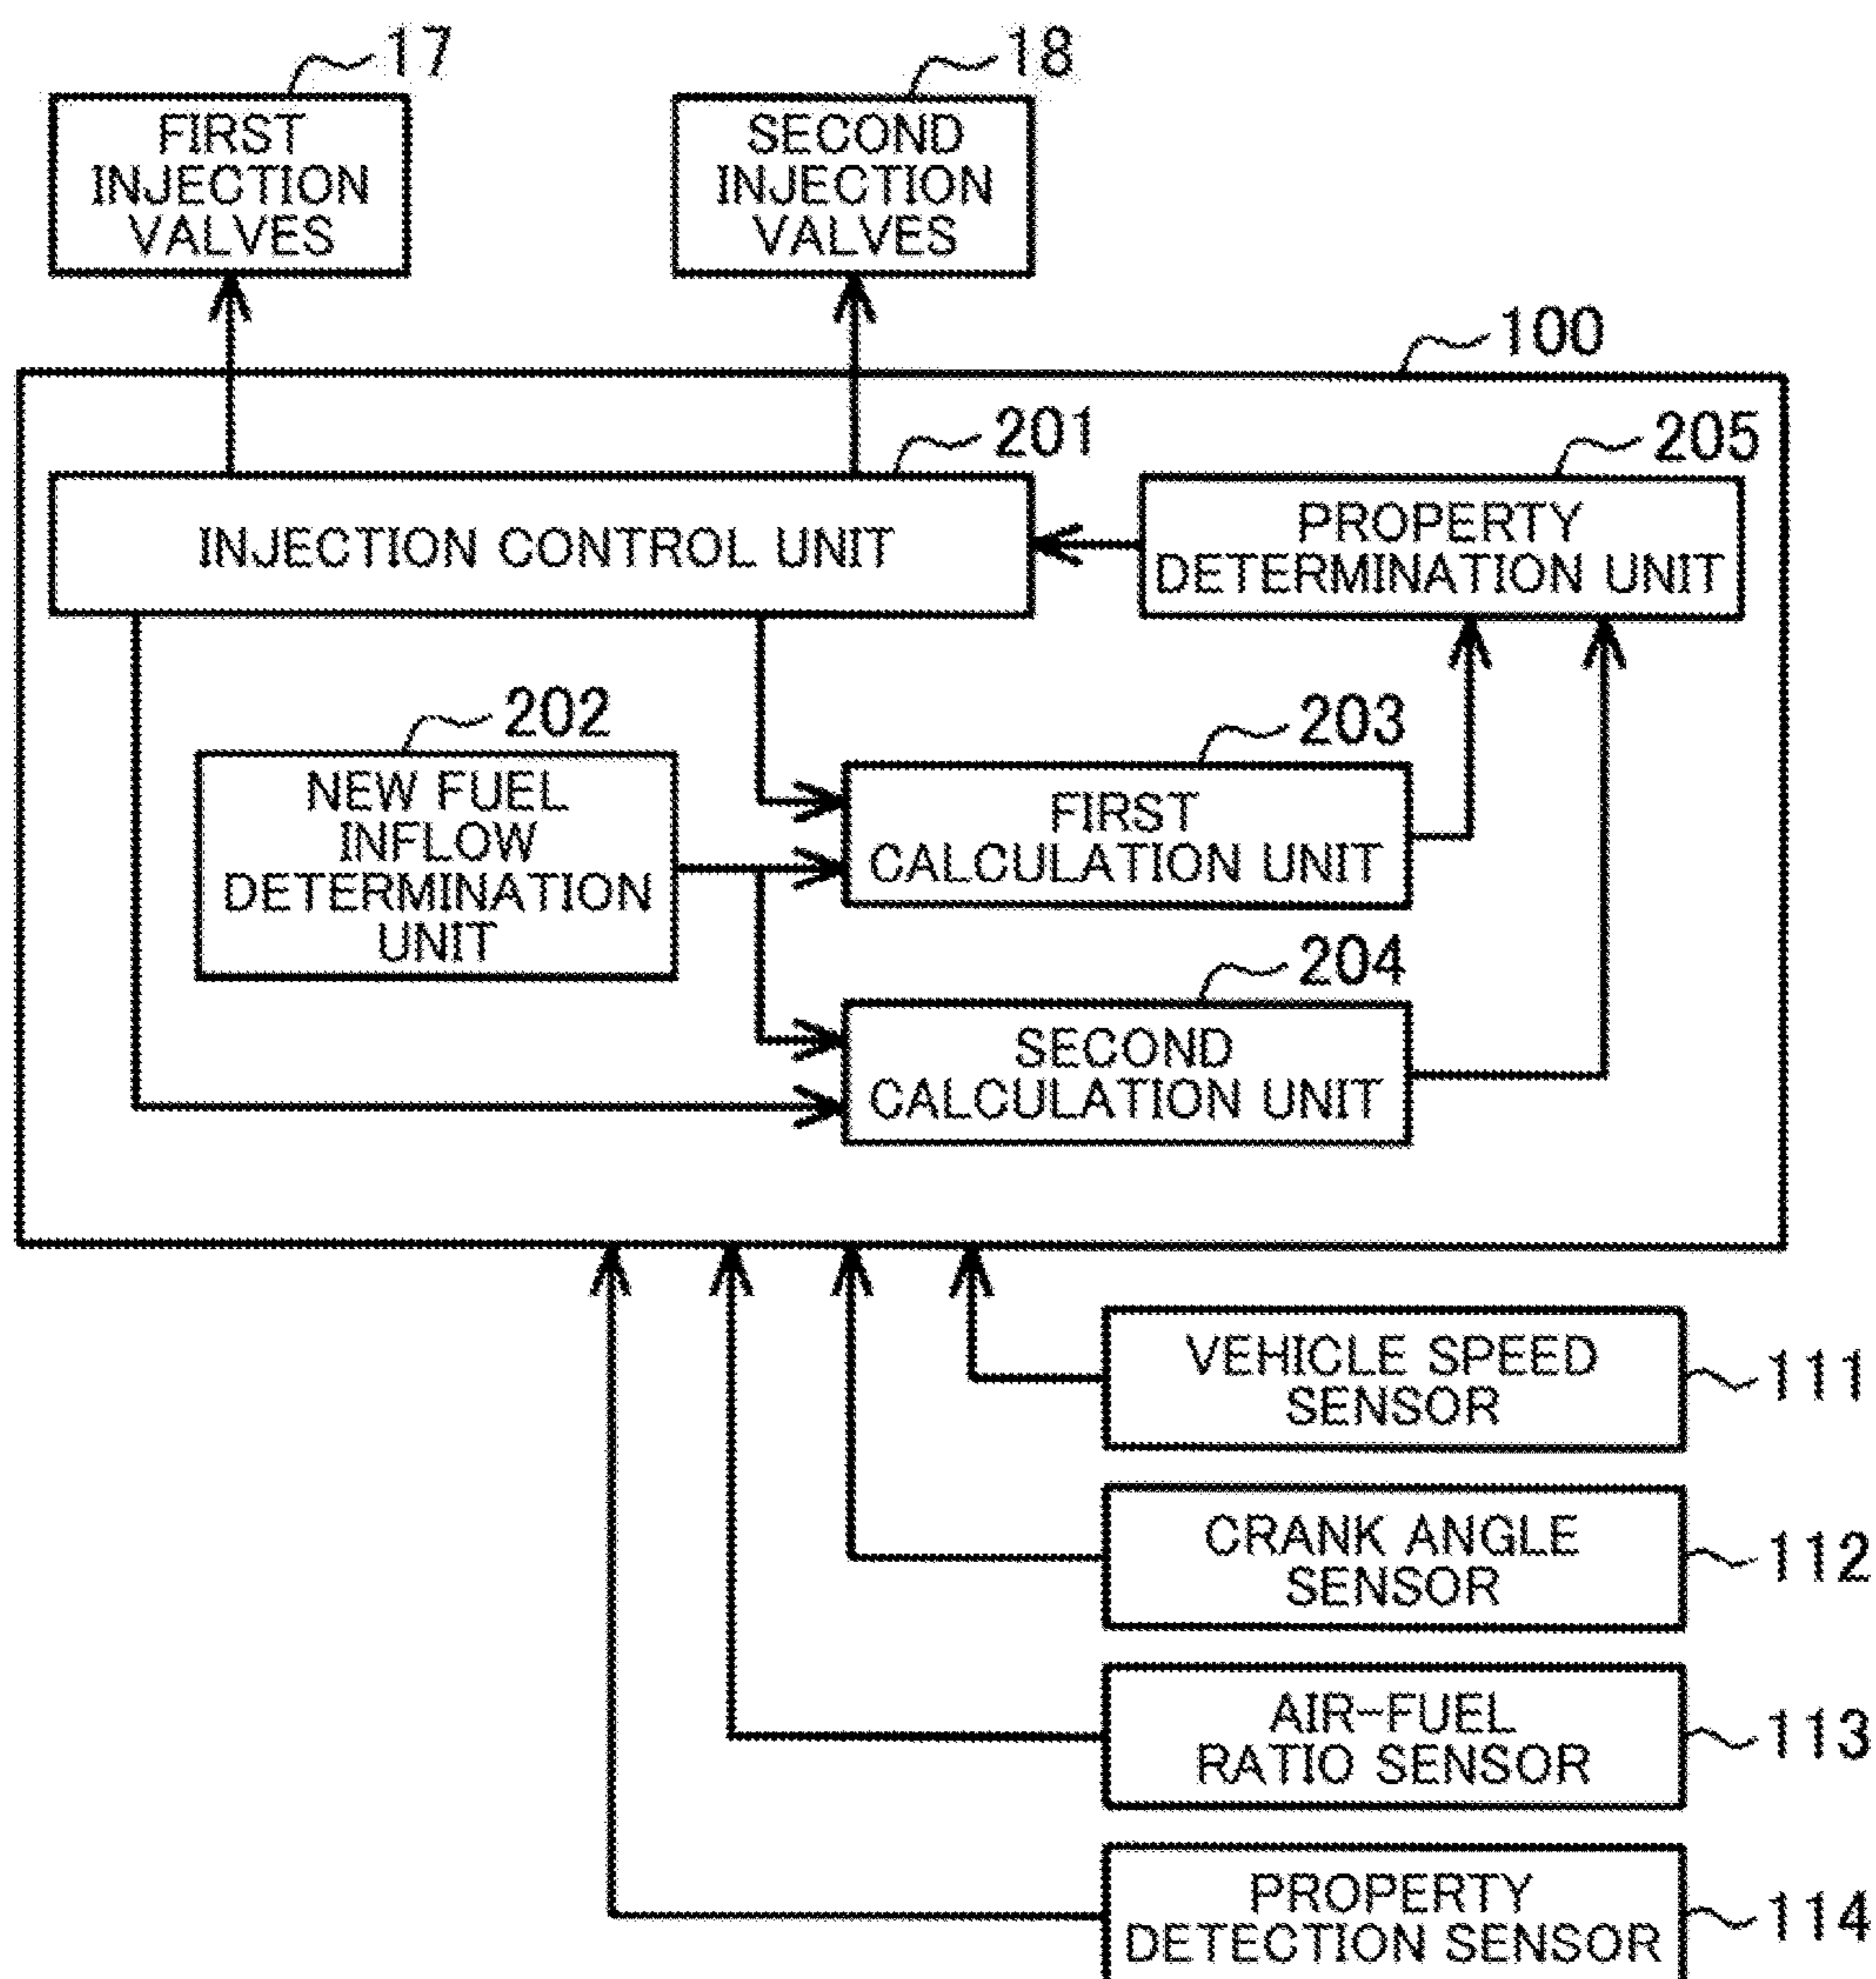 17
FIRST
INJECTION
VALVES
18
SECOND
INJECTION
VALVES
100
201
INJECTION CONTROL UNIT
205
PROPERTY
DETERMINATION UNIT
202
NEW FUEL
INFLOW
DETERMINATION
UNIT
203
FIRST
CALCULATION UNIT
204
SECOND
CALCULATION UNIT
VEHICLE SPEED
SENSOR
111
CRANK ANGLE
SENSOR
112
AIR-FUEL
RATIO SENSOR
113
PROPERTY
DETECTION SENSOR
114